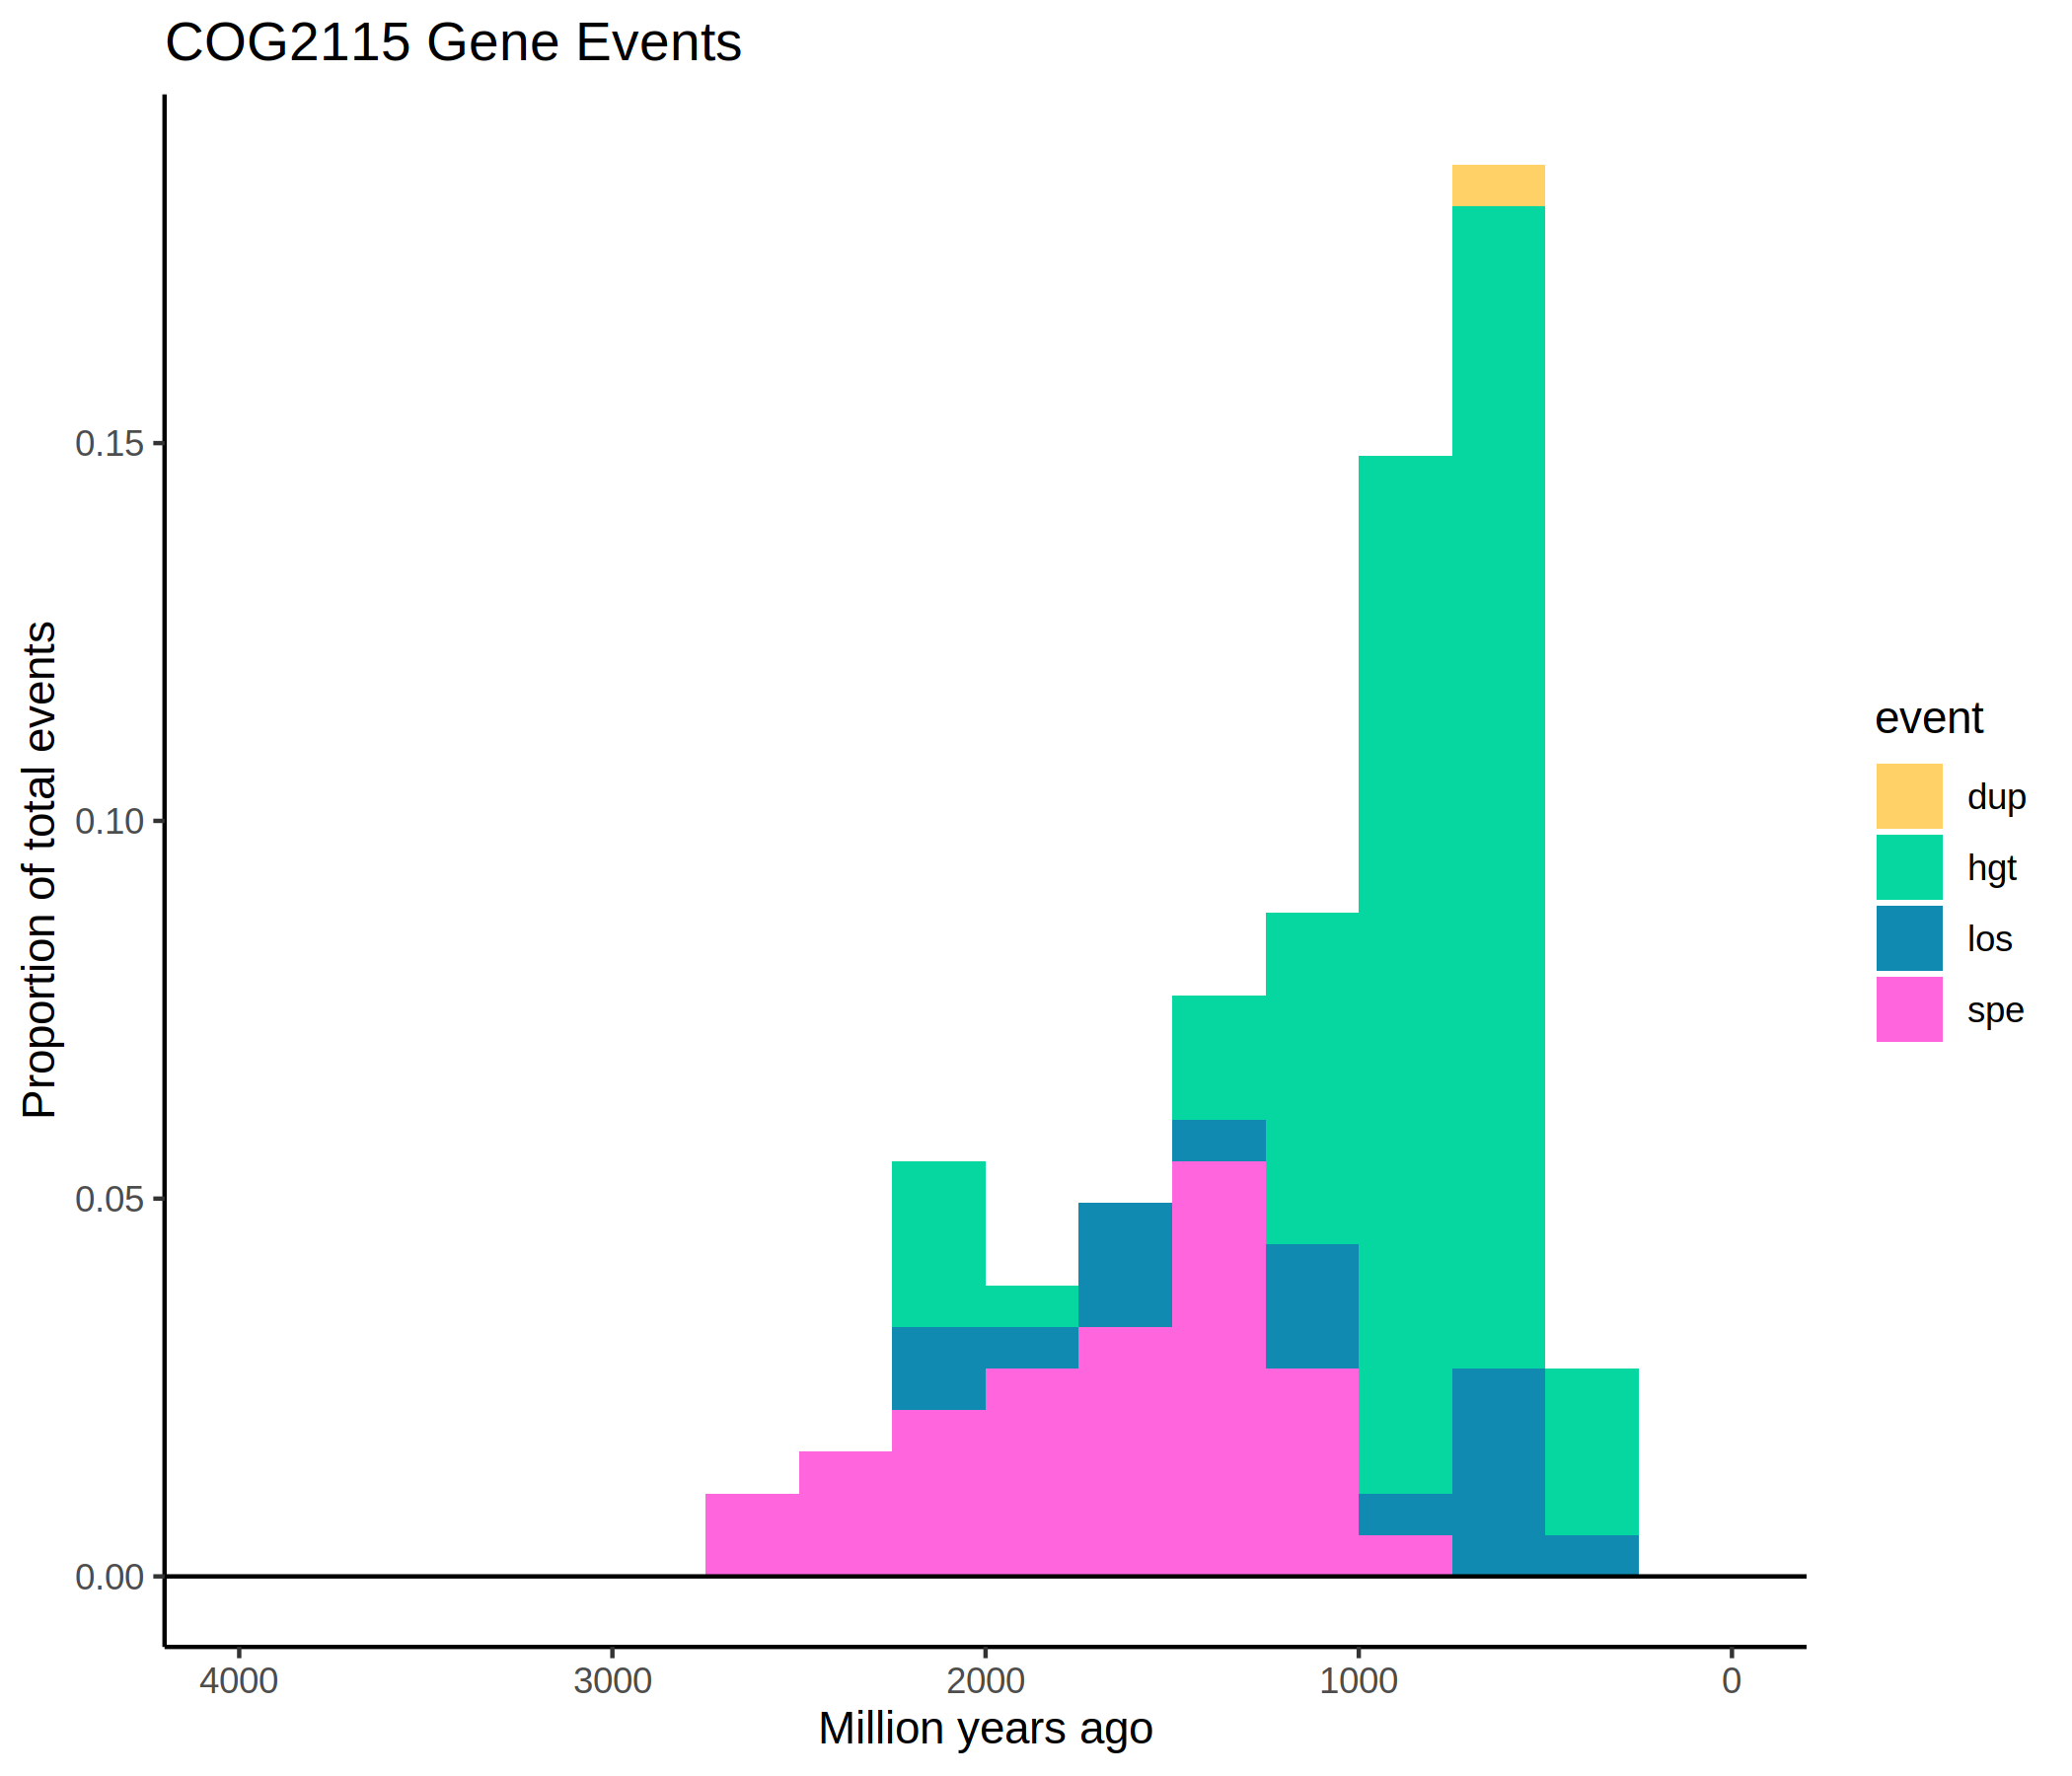 COG2115 Gene Events
Proportion of total events
0.15
0.10
0.05
0.00
4000 3000 2000 1000 0
Million years ago
event
dup
hgt
los
spe